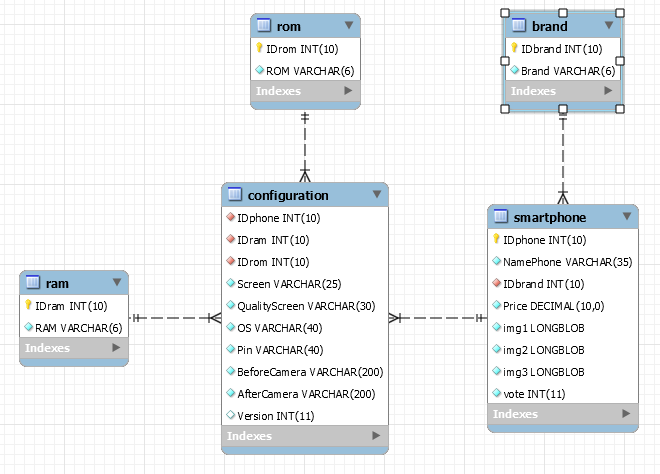 rom
IDrom INT(10)
ROM VARCHAR(6)
Indexes
brand
IDbrand INT(10)
Brand VARCHAR(6)
Indexes
configuration
IDphone INT(10)
IDram INT(10)
IDrom INT(10)
Screen VARCHAR(25)
QualityScreen VARCHAR(30)
OS VARCHAR(40)
Pin VARCHAR(40)
BeforeCamera VARCHAR(200)
AfterCamera VARCHAR(200)
Version INT(11)
Indexes
smartphone
IDphone INT(10)
NamePhone VARCHAR(35)
IDbrand INT(10)
Price DECIMAL(10,0)
img1 LONGBLOB
img2 LONGBLOB
img3 LONGBLOB
vote INT(11)
Indexes
ram
IDram INT(10)
RAM VARCHAR(6)
Indexes